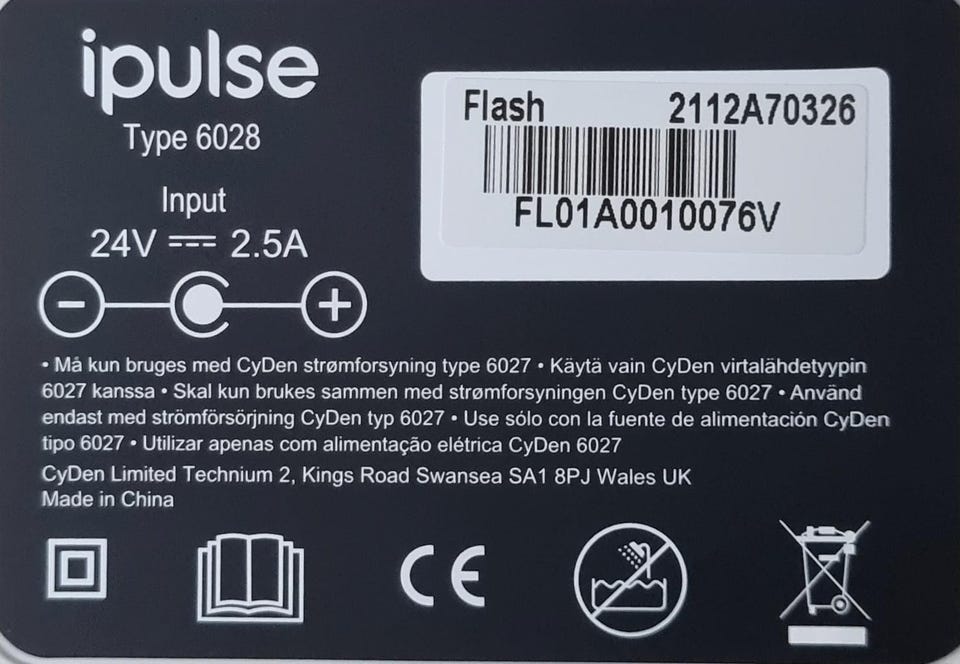 ipulse
Type 6028
Input
24V ⎓ 2.5A
- +
Flash 2112A70326
FL01A0010076V
• Må kun bruges med CyDen strømforsyning type 6027 • Käytä vain CyDen virtalähdetyypin
6027 kanssa • Skal kun brukes sammen med strømforsyningen CyDen type 6027 • Använd
endast med strömförsörjning CyDen typ 6027 • Use sólo con la fuente de alimentación CyDen
tipo 6027 • Utilizar apenas com alimentação elétrica CyDen 6027
CyDen Limited Technium 2, Kings Road Swansea SA1 8PJ Wales UK
Made in China
CE